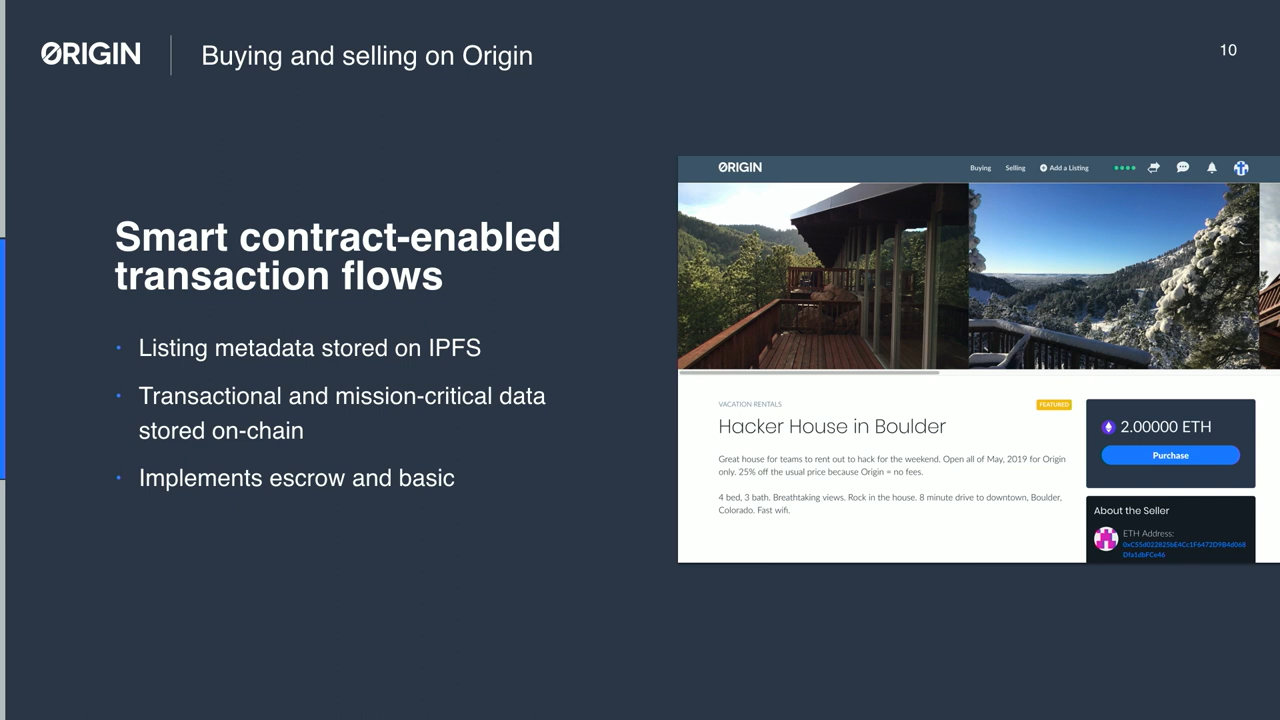 ØRIGIN
Buying and selling on Origin
10
Smart contract-enabled
transaction flows
• Listing metadata stored on IPFS
• Transactional and mission-critical data
stored on-chain
• Implements escrow and basic
ØRIGIN
Buying
Selling
Add a Listing
VACATION RENTALS
FEATURED
Hacker House in Boulder
Great house for teams to rent out to hack for the weekend. Open all of May, 2019 for Origin
only. 25% off the usual price because Origin = no fees.
4 bed, 3 bath. Breathtaking views. Rock in the house. 8 minute drive to downtown, Boulder,
Colorado. Fast wifi.
2.00000 ETH
Purchase
About the Seller
ETH Address:
0xC55d022825bE4Cc1F6472D9B4d068
Dfa1dbFCe46